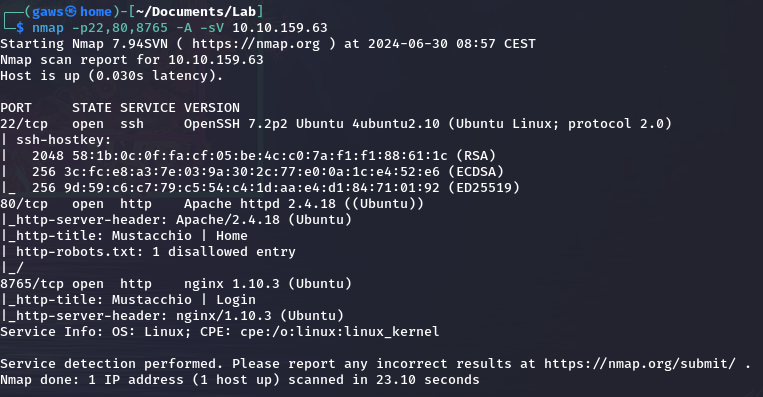 ┌──(gaws㉿home)-[~/Documents/Lab]
└─$ nmap -p22,80,8765 -A -sV 10.10.159.63
Starting Nmap 7.94SVN ( https://nmap.org ) at 2024-06-30 08:57 CEST
Nmap scan report for 10.10.159.63
Host is up (0.030s latency).

PORT     STATE SERVICE VERSION
22/tcp   open  ssh     OpenSSH 7.2p2 Ubuntu 4ubuntu2.10 (Ubuntu Linux; protocol 2.0)
| ssh-hostkey:
|   2048 58:1b:0c:0f:fa:cf:05:be:4c:c0:7a:f1:f1:88:61:1c (RSA)
|   256 3c:fc:e8:a3:7e:03:9a:30:2c:77:e0:0a:1c:e4:52:e6 (ECDSA)
|_  256 9d:59:c6:c7:79:c5:54:c4:1d:aa:e4:d1:84:71:01:92 (ED25519)
80/tcp   open  http    Apache httpd 2.4.18 ((Ubuntu))
|_http-server-header: Apache/2.4.18 (Ubuntu)
|_http-title: Mustacchio | Home
| http-robots.txt: 1 disallowed entry
|_/
8765/tcp open  http    nginx 1.10.3 (Ubuntu)
|_http-title: Mustacchio | Login
|_http-server-header: nginx/1.10.3 (Ubuntu)
Service Info: OS: Linux; CPE: cpe:/o:linux:linux_kernel

Service detection performed. Please report any incorrect results at https://nmap.org/submit/ .
Nmap done: 1 IP address (1 host up) scanned in 23.10 seconds